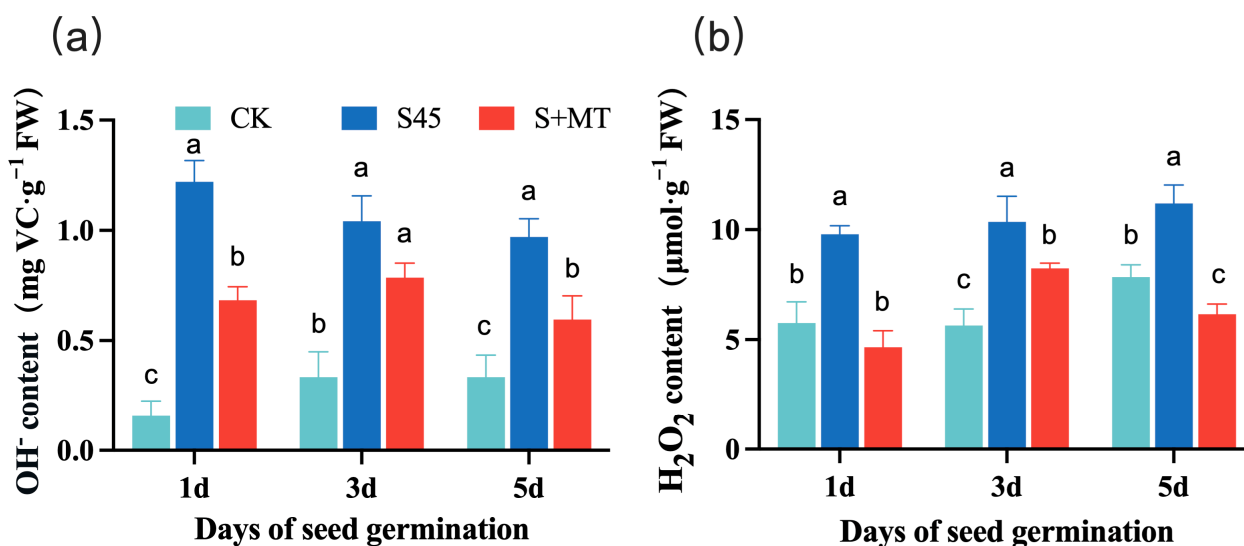 (a)
CK S45 S+MT
OH⁻ content （mg VC·g⁻¹ FW）
1.5
1.0
0.5
0.0
c a b
b a a
c a b
1d 3d 5d
Days of seed germination
(b)
H₂O₂ content （μmol·g⁻¹ FW）
15
10
5
0
b a b
c a b
b a c
1d 3d 5d
Days of seed germination